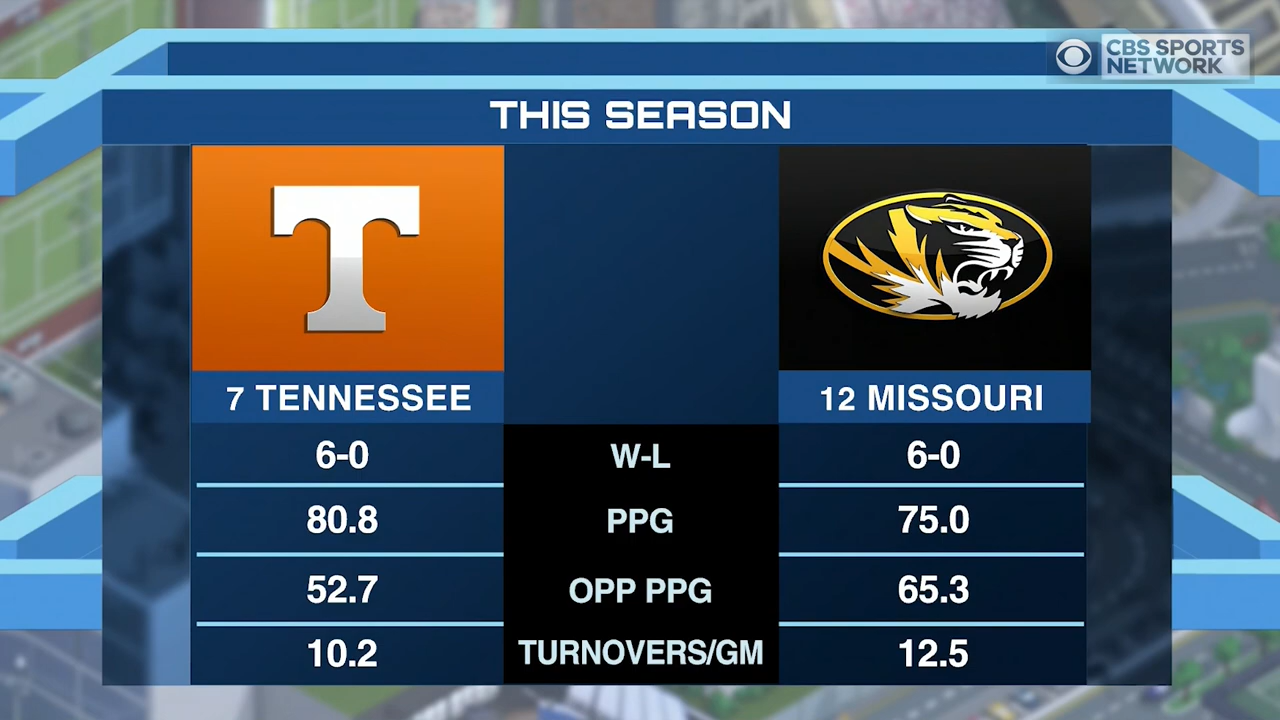 CBS SPORTS
NETWORK
THIS SEASON
T
7 TENNESSEE
12 MISSOURI
6-0 W-L 6-0
80.8 PPG 75.0
52.7 OPP PPG 65.3
10.2 TURNOVERS/GM 12.5